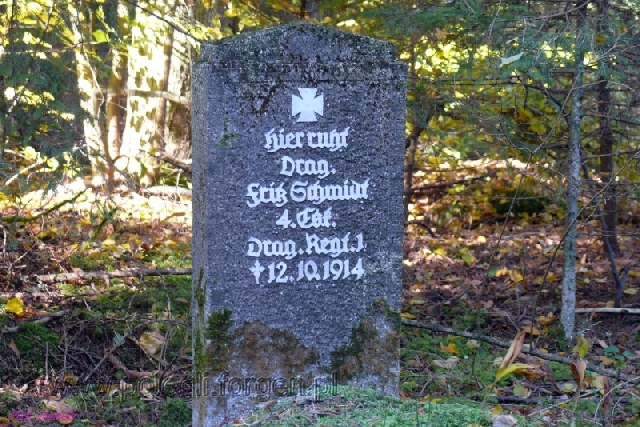 Hier ruht
Drag.
Fritz Schmidt
4. Esk.
Drag. Regt. 1.
† 12.10.1914